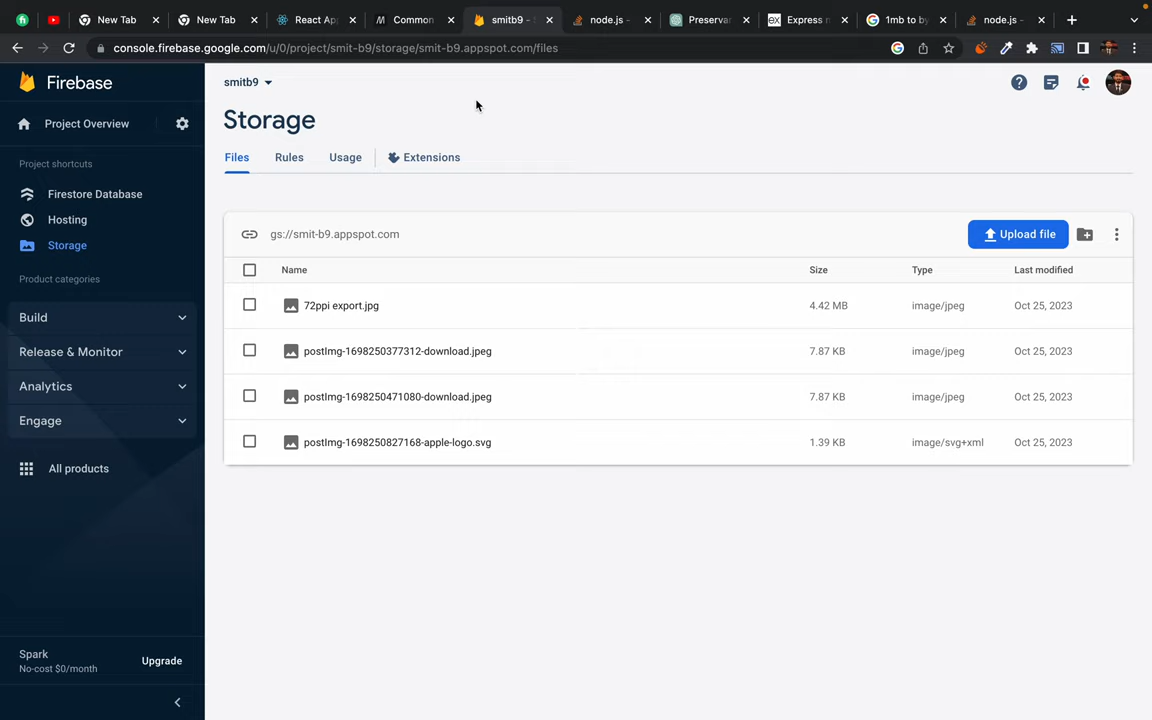 New Tab
New Tab
React Ap
Common
smitb9 -
node.js -
Preservar
Express
1mb to by
node.js -
console.firebase.google.com/u/0/project/smit-b9/storage/smit-b9.appspot.com/files
Firebase
smitb9
Project Overview
Storage
Project shortcuts
Files
Rules
Usage
Extensions
Firestore Database
Hosting
Storage
gs://smit-b9.appspot.com
Upload file
Product categories
Name
Size
Type
Last modified
Build
72ppi export.jpg
4.42 MB
image/jpeg
Oct 25, 2023
Release & Monitor
postImg-1698250377312-download.jpeg
7.87 KB
image/jpeg
Oct 25, 2023
Analytics
postImg-1698250471080-download.jpeg
7.87 KB
image/jpeg
Oct 25, 2023
Engage
postImg-1698250827168-apple-logo.svg
1.39 KB
image/svg+xml
Oct 25, 2023
All products
Spark
No-cost $0/month
Upgrade